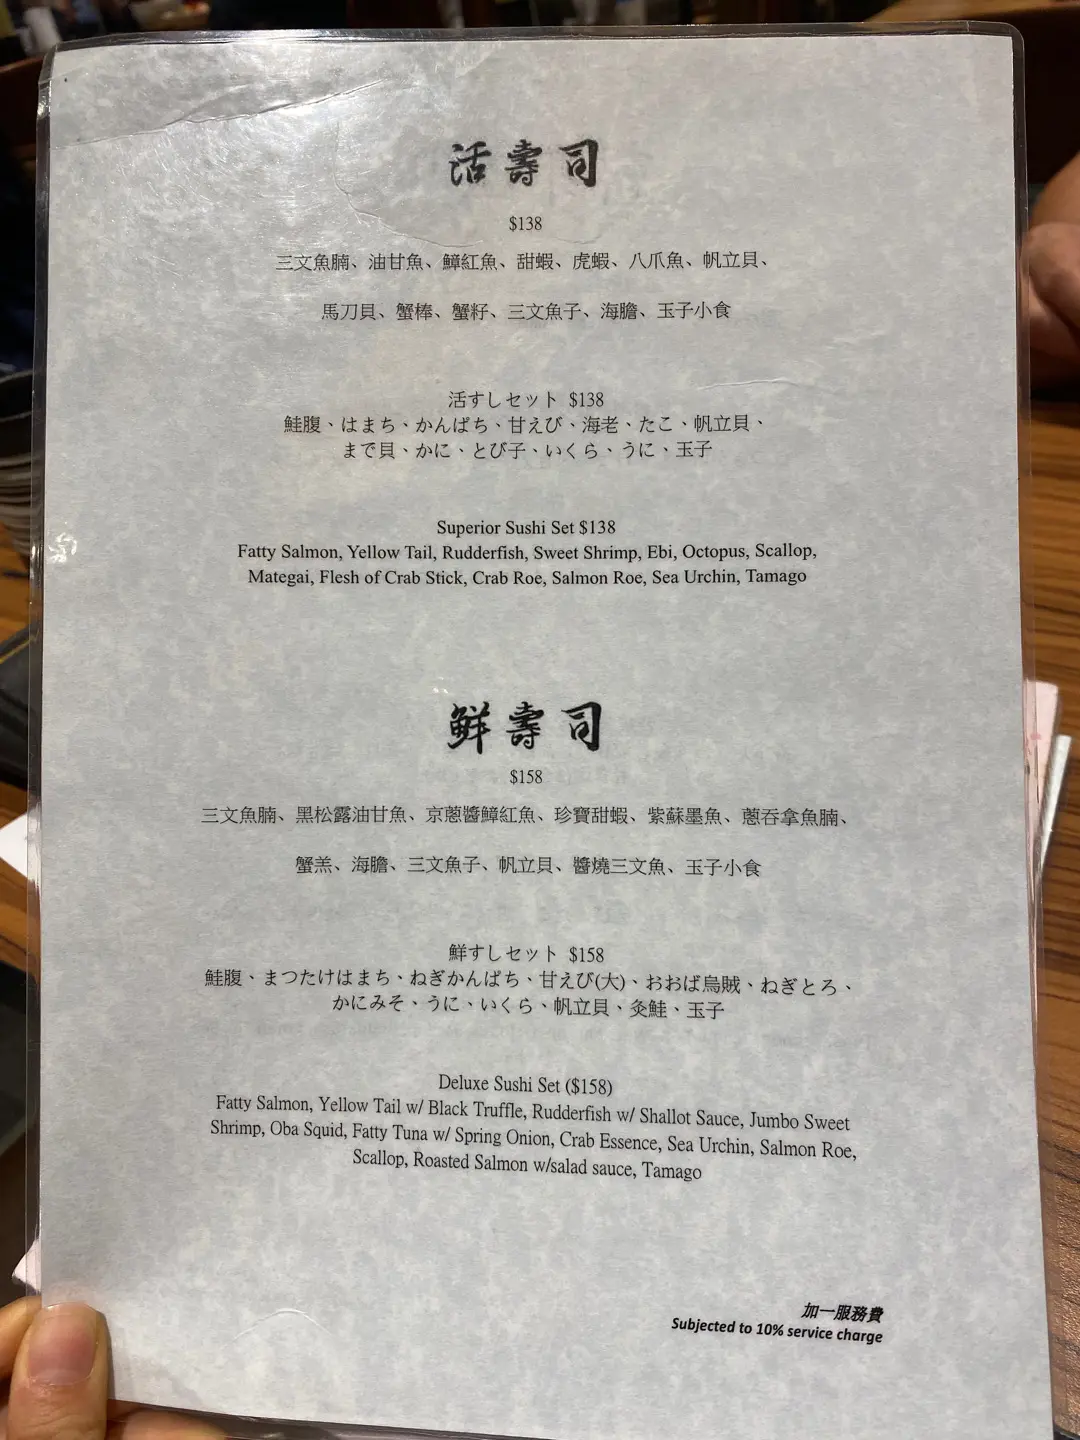 活壽司
$138
三文魚腩、油甘魚、鱆紅魚、甜蝦、虎蝦、八爪魚、帆立貝、
馬刀貝、蟹棒、蟹籽、三文魚子、海膽、玉子小食
活すしセット $138
鮭腹、はまち、かんぱち、甘えび、海老、たこ、帆立貝、
まで貝、かに、とび子、いくら、うに、玉子
Superior Sushi Set $138
Fatty Salmon, Yellow Tail, Rudderfish, Sweet Shrimp, Ebi, Octopus, Scallop,
Mategai, Flesh of Crab Stick, Crab Roe, Salmon Roe, Sea Urchin, Tamago
鮮壽司
$158
三文魚腩、黑松露油甘魚、京蔥醬鱆紅魚、珍寶甜蝦、紫蘇墨魚、蔥吞拿魚腩、
蟹羔、海膽、三文魚子、帆立貝、醬燒三文魚、玉子小食
鮮すしセット $158
鮭腹、まつたけはまち、ねぎかんぱち、甘えび(大)、おおば烏賊、ねぎとろ、
かにみそ、うに、いくら、帆立貝、灸鮭、玉子
Deluxe Sushi Set ($158)
Fatty Salmon, Yellow Tail w/ Black Truffle, Rudderfish w/ Shallot Sauce, Jumbo Sweet
Shrimp, Oba Squid, Fatty Tuna w/ Spring Onion, Crab Essence, Sea Urchin, Salmon Roe,
Scallop, Roasted Salmon w/salad sauce, Tamago
加一服務費
Subjected to 10% service charge